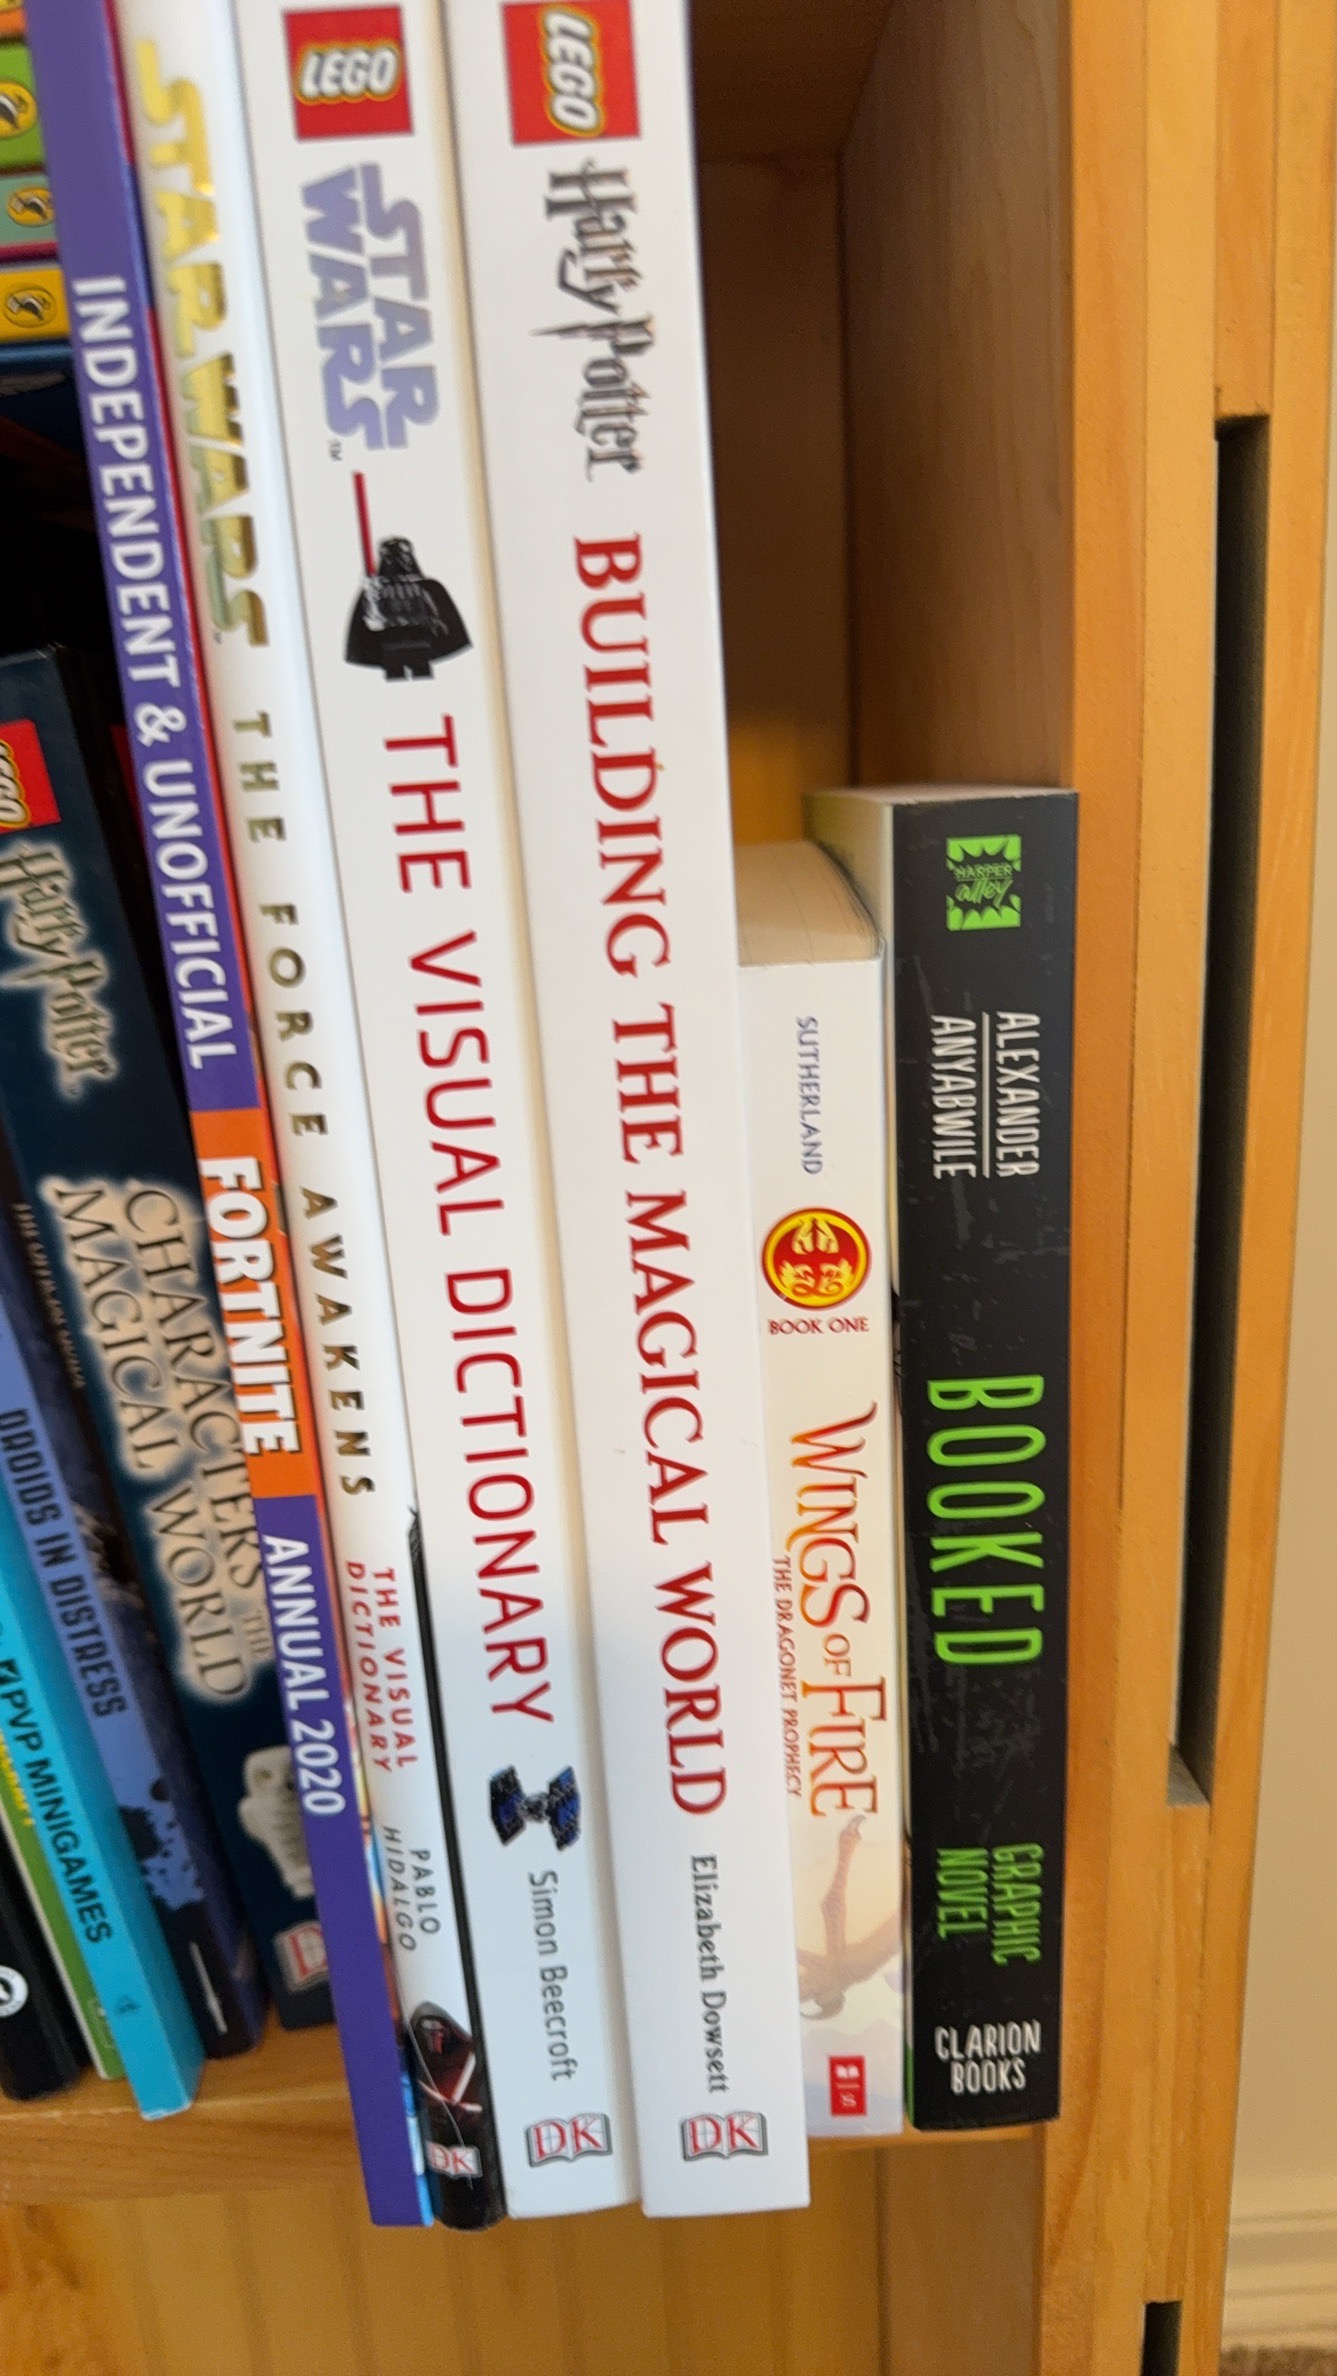 PVP MINIGAMES
DROIDS IN DISTRESS
LEGO
Harry Potter
CHARACTERS OF THE
MAGICAL WORLD
DK
INDEPENDENT & UNOFFICIAL
FORTNITE
ANNUAL 2020
STAR WARS
THE FORCE AWAKENS
THE VISUAL
DICTIONARY
PABLO
HIDALGO
DK
LEGO
STAR
WARS™
THE VISUAL DICTIONARY
Simon Beecroft
DK
LEGO
Harry Potter
BUILDING THE MAGICAL WORLD
Elizabeth Dowsett
DK
SUTHERLAND
BOOK ONE
WINGS OF FIRE
THE DRAGONET PROPHECY
HARPER
alley
ALEXANDER
ANYABWILE
BOOKED
GRAPHIC
NOVEL
CLARION
BOOKS